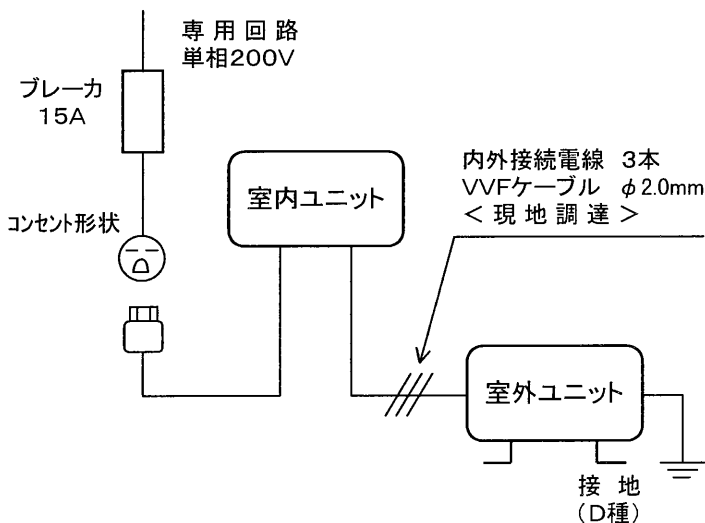 専用回路
単相200V
ブレーカ
15A
コンセント形状
室内ユニット
内外接続電線 3本
VVFケーブル φ2.0mm
<現地調達>
室外ユニット
接地
(D種)